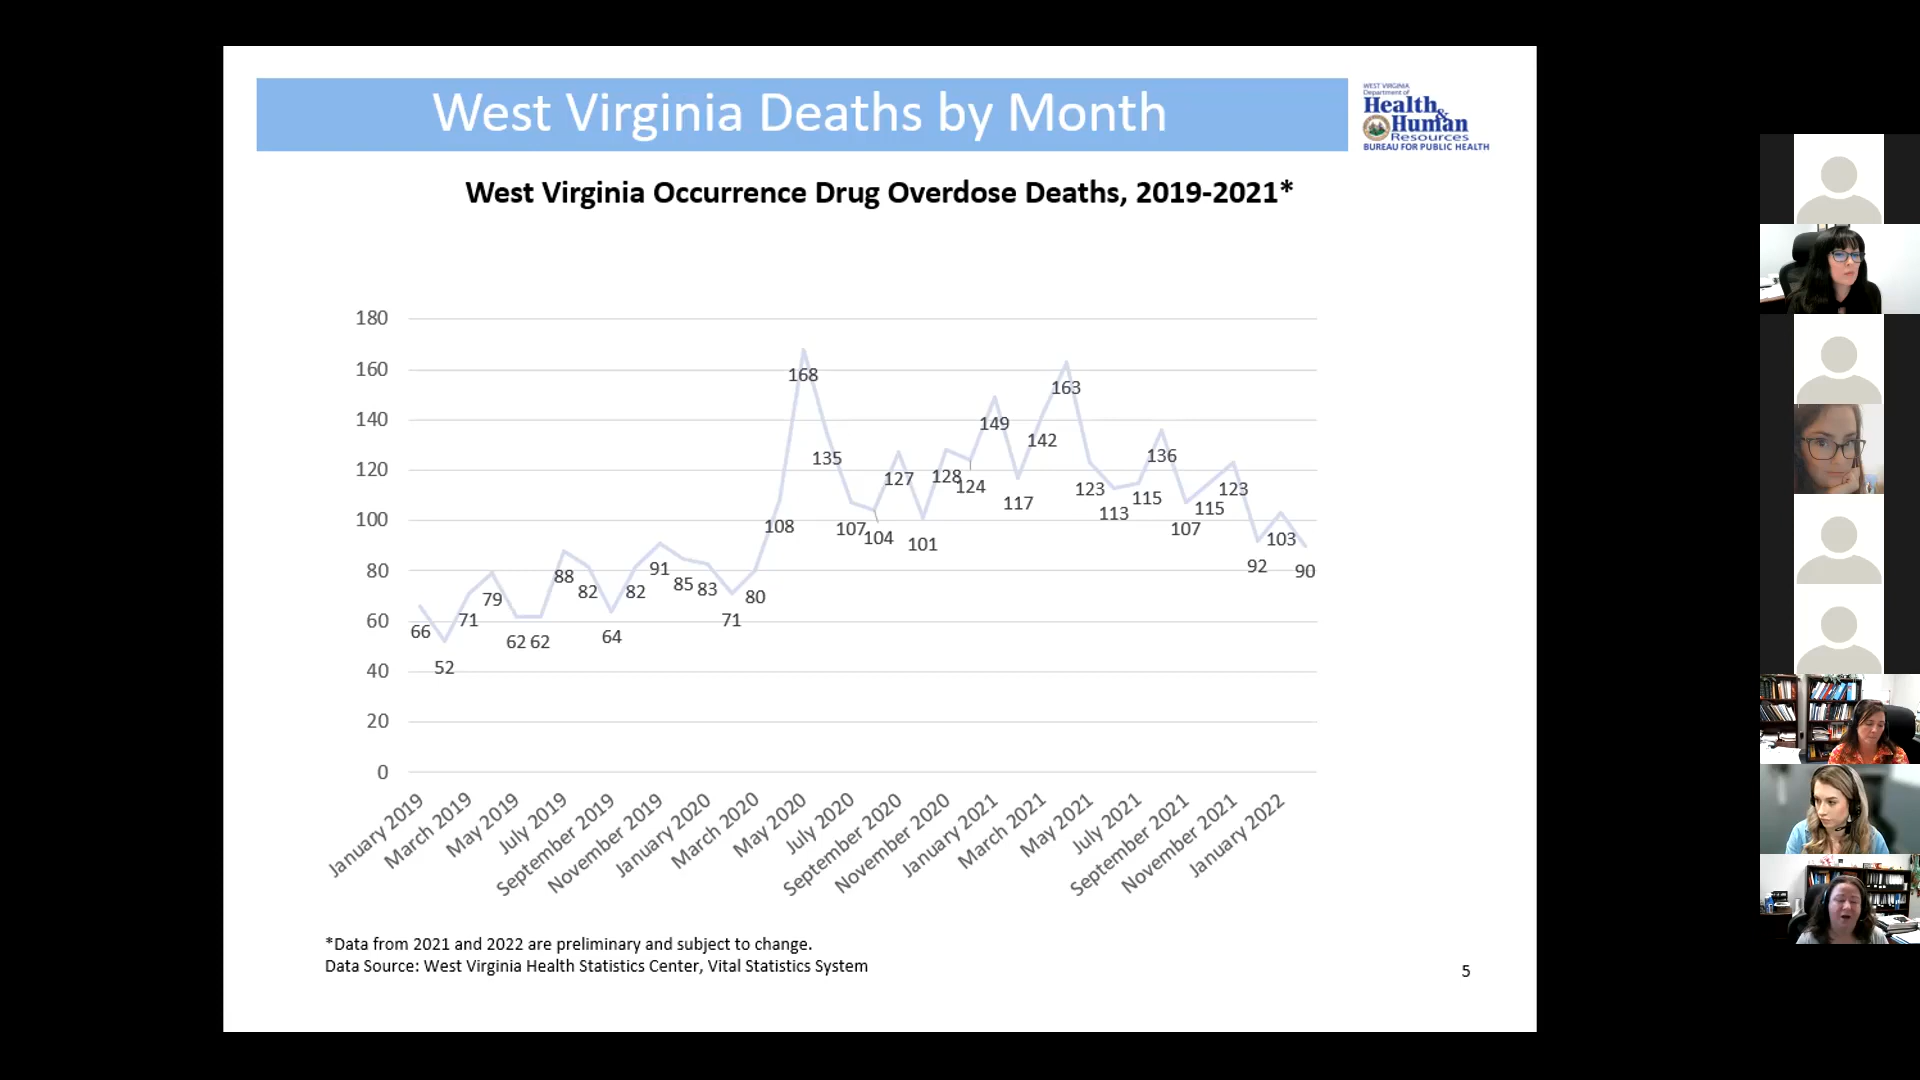 West Virginia Deaths by Month
WEST VIRGINIA
Department of
Health
&
Human
Resources
BUREAU FOR PUBLIC HEALTH
West Virginia Occurrence Drug Overdose Deaths, 2019-2021*
180
160
140
120
100
80
60
40
20
0
66
52
71
79
62
62
88
82
64
82
91
85
83
71
80
108
168
135
107
104
127
101
128
124
149
117
142
163
123
113
115
136
107
115
123
92
103
90
January 2019
March 2019
May 2019
July 2019
September 2019
November 2019
January 2020
March 2020
May 2020
July 2020
September 2020
November 2020
January 2021
March 2021
May 2021
July 2021
September 2021
November 2021
January 2022
*Data from 2021 and 2022 are preliminary and subject to change.
Data Source: West Virginia Health Statistics Center, Vital Statistics System
5